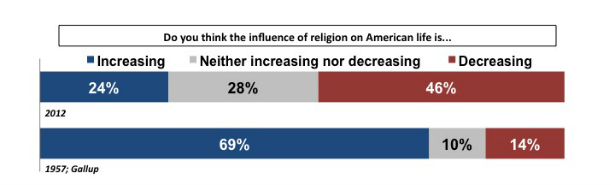 Do you think the influence of religion on American life is...
Increasing Neither increasing nor decreasing Decreasing
24% 28% 46%
2012
69% 10% 14%
1957; Gallup